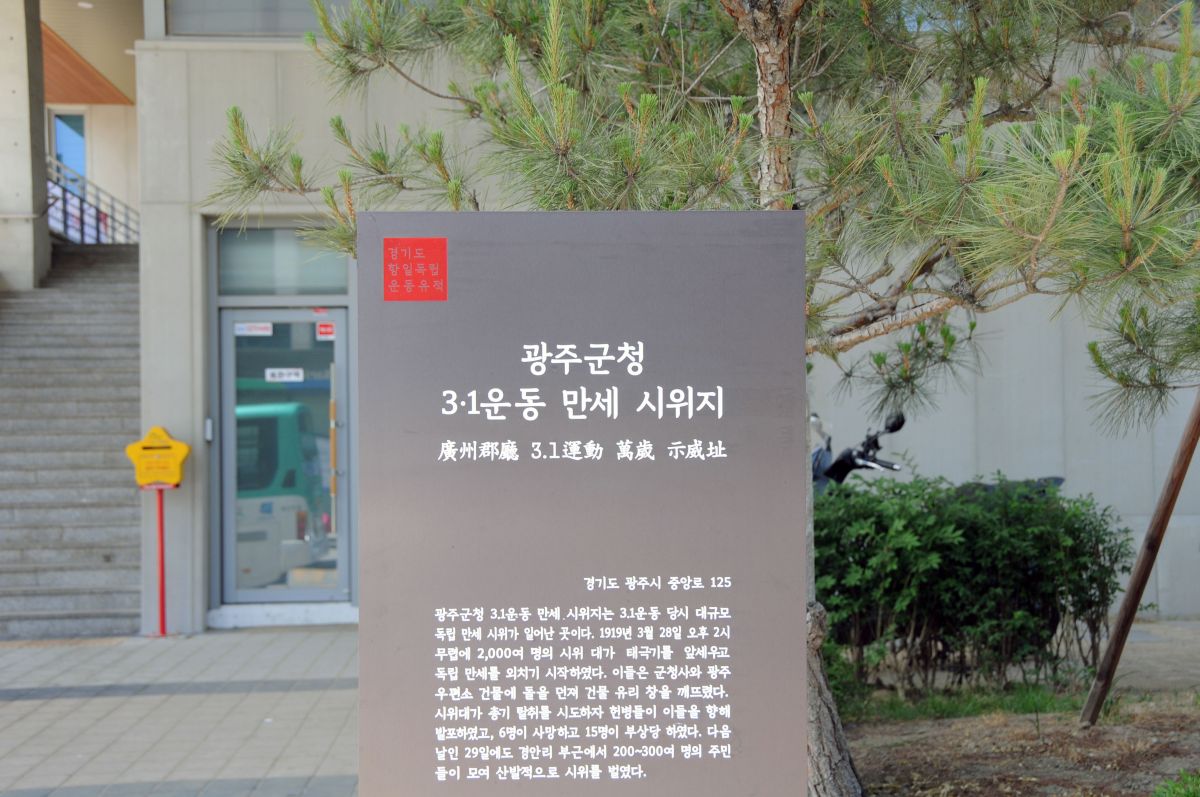 경기도
항일독립
운동유적
광주군청
3·1운동 만세 시위지
廣州郡廳 3.1運動 萬歲 示威址
경기도 광주시 중앙로 125
광주군청 3.1운동 만세 시위지는 3.1운동 당시 대규모
독립 만세 시위가 일어난 곳이다. 1919년 3월 28일 오후 2시
무렵에 2,000여 명의 시위 대가 태극기를 앞세우고
독립 만세를 외치기 시작하였다. 이들은 군청사와 광주
우편소 건물에 돌을 던져 건물 유리 창을 깨뜨렸다.
시위대가 총기 탈취를 시도하자 헌병들이 이들을 향해
발포하였고, 6명이 사망하고 15명이 부상당 하였다. 다음
날인 29일에도 경안리 부근에서 200~300여 명의 주민
들이 모여 산발적으로 시위를 벌였다.